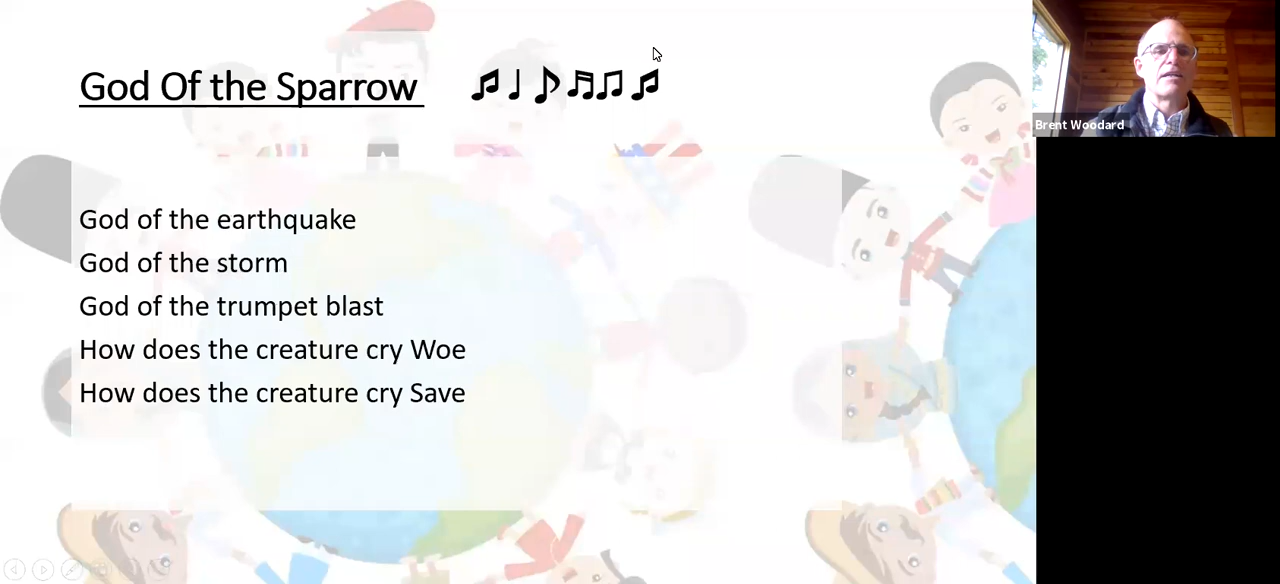 God Of the Sparrow
God of the earthquake
God of the storm
God of the trumpet blast
How does the creature cry Woe
How does the creature cry Save
Brent Woodard